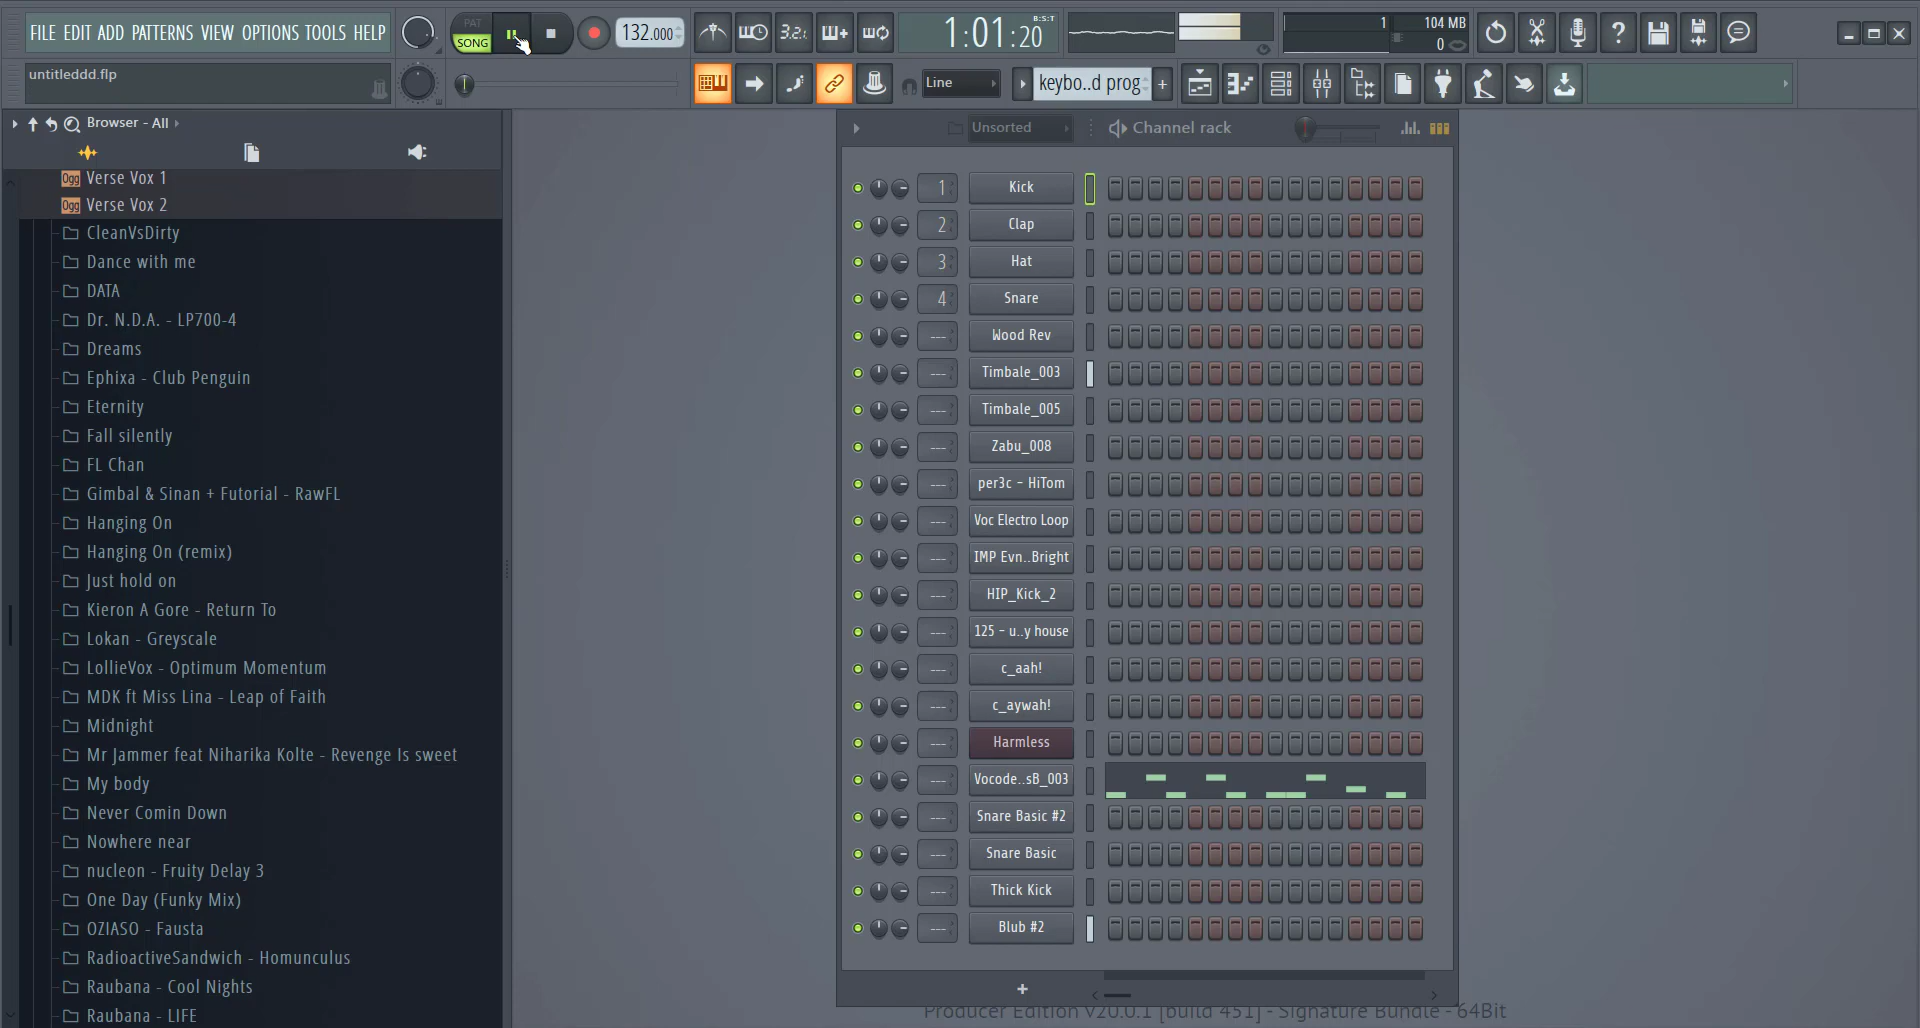 FILE EDIT ADD PATTERNS VIEW OPTIONS TOOLS HELP
PAT
SONG
132.000
3.2.1
1:01:20
B:S:T
1
104 MB
0
untitleddd.flp
Line
keybo..d prog
+
Browser - All
Unsorted
Channel rack
Ogg Verse Vox 1
Ogg Verse Vox 2
CleanVsDirty
Dance with me
DATA
Dr. N.D.A. - LP700-4
Dreams
Ephixa - Club Penguin
Eternity
Fall silently
FL Chan
Gimbal & Sinan + Futorial - RawFL
Hanging On
Hanging On (remix)
Just hold on
Kieron A Gore - Return To
Lokan - Greyscale
LollieVox - Optimum Momentum
MDK ft Miss Lina - Leap of Faith
Midnight
Mr Jammer feat Niharika Kolte - Revenge Is sweet
My body
Never Comin Down
Nowhere near
nucleon - Fruity Delay 3
One Day (Funky Mix)
OZIASO - Fausta
RadioactiveSandwich - Homunculus
Raubana - Cool Nights
Raubana - LIFE
1 Kick
2 Clap
3 Hat
4 Snare
--- Wood Rev
--- Timbale_003
--- Timbale_005
--- Zabu_008
--- per3c - HiTom
--- Voc Electro Loop
--- IMP Evn..Bright
--- HIP_Kick_2
--- 125 - u..y house
--- c_aah!
--- c_aywah!
--- Harmless
--- Vocode..sB_003
--- Snare Basic #2
--- Snare Basic
--- Thick Kick
--- Blub #2
+
Producer Edition v20.0.1 [build 451] - Signature Bundle - 64Bit